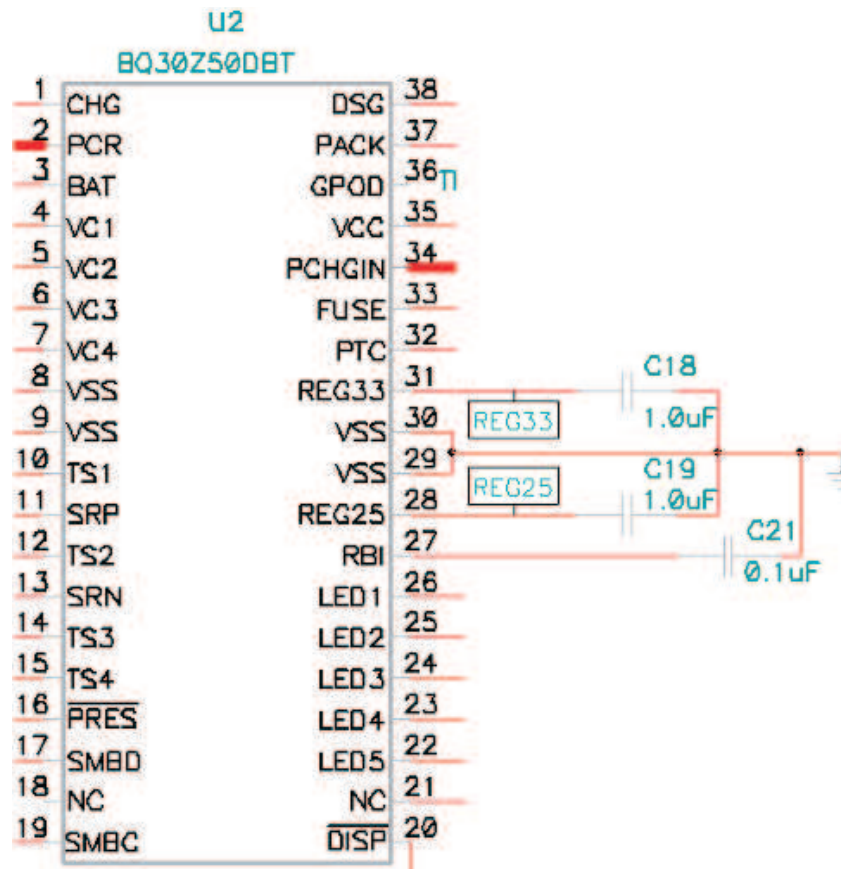 U2
BQ30Z50DBT
1 CHG DSG 38
2 PCR PACK 37
3 BAT GPOD 36 TI
4 VC1 VCC 35
5 VC2 PCHGIN 34
6 VC3 FUSE 33
7 VC4 PTC 32
8 VSS REG33 31 C18
9 VSS VSS 30 REG33 1.0uF
10 TS1 VSS 29 REG25 C19
11 SRP REG25 28 1.0uF
12 TS2 RBI 27 C21
13 SRN LED1 26 0.1uF
14 TS3 LED2 25
15 TS4 LED3 24
16 PRES LED4 23
17 SMBD LED5 22
18 NC NC 21
19 SMBC DISP 20